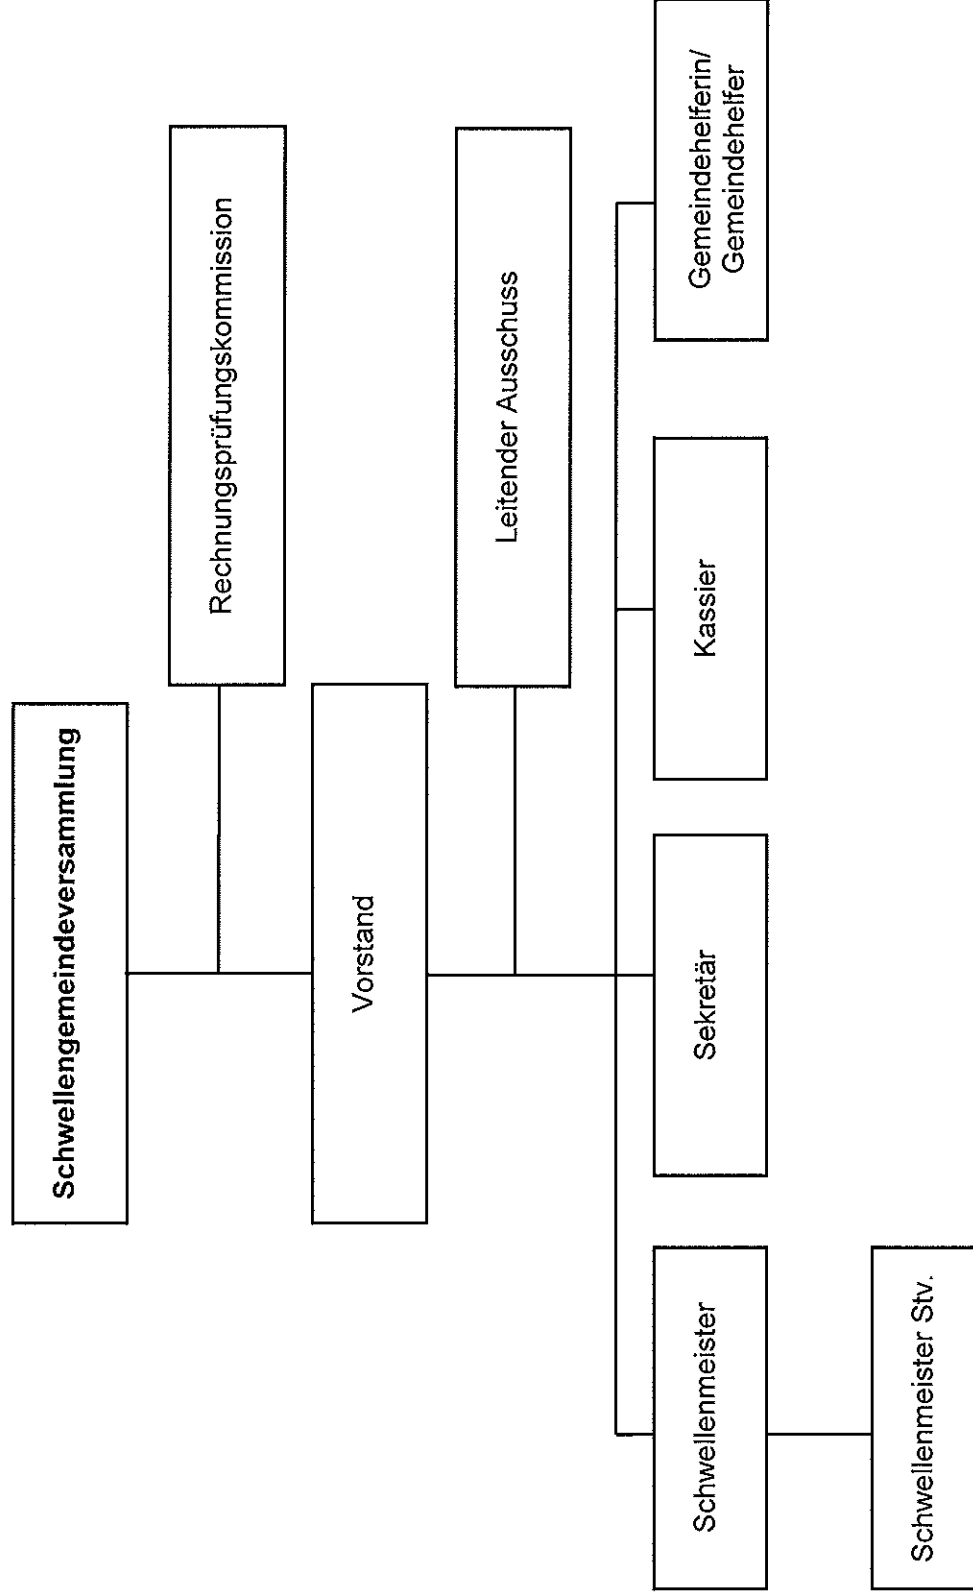 Schwellengemeindeversammlung
Rechnungsprüfungskommission
Vorstand
Leitender Ausschuss
Schwellenmeister
Sekretär
Kassier
Gemeindehelferin/
Gemeindehelfer
Schwellenmeister Stv.